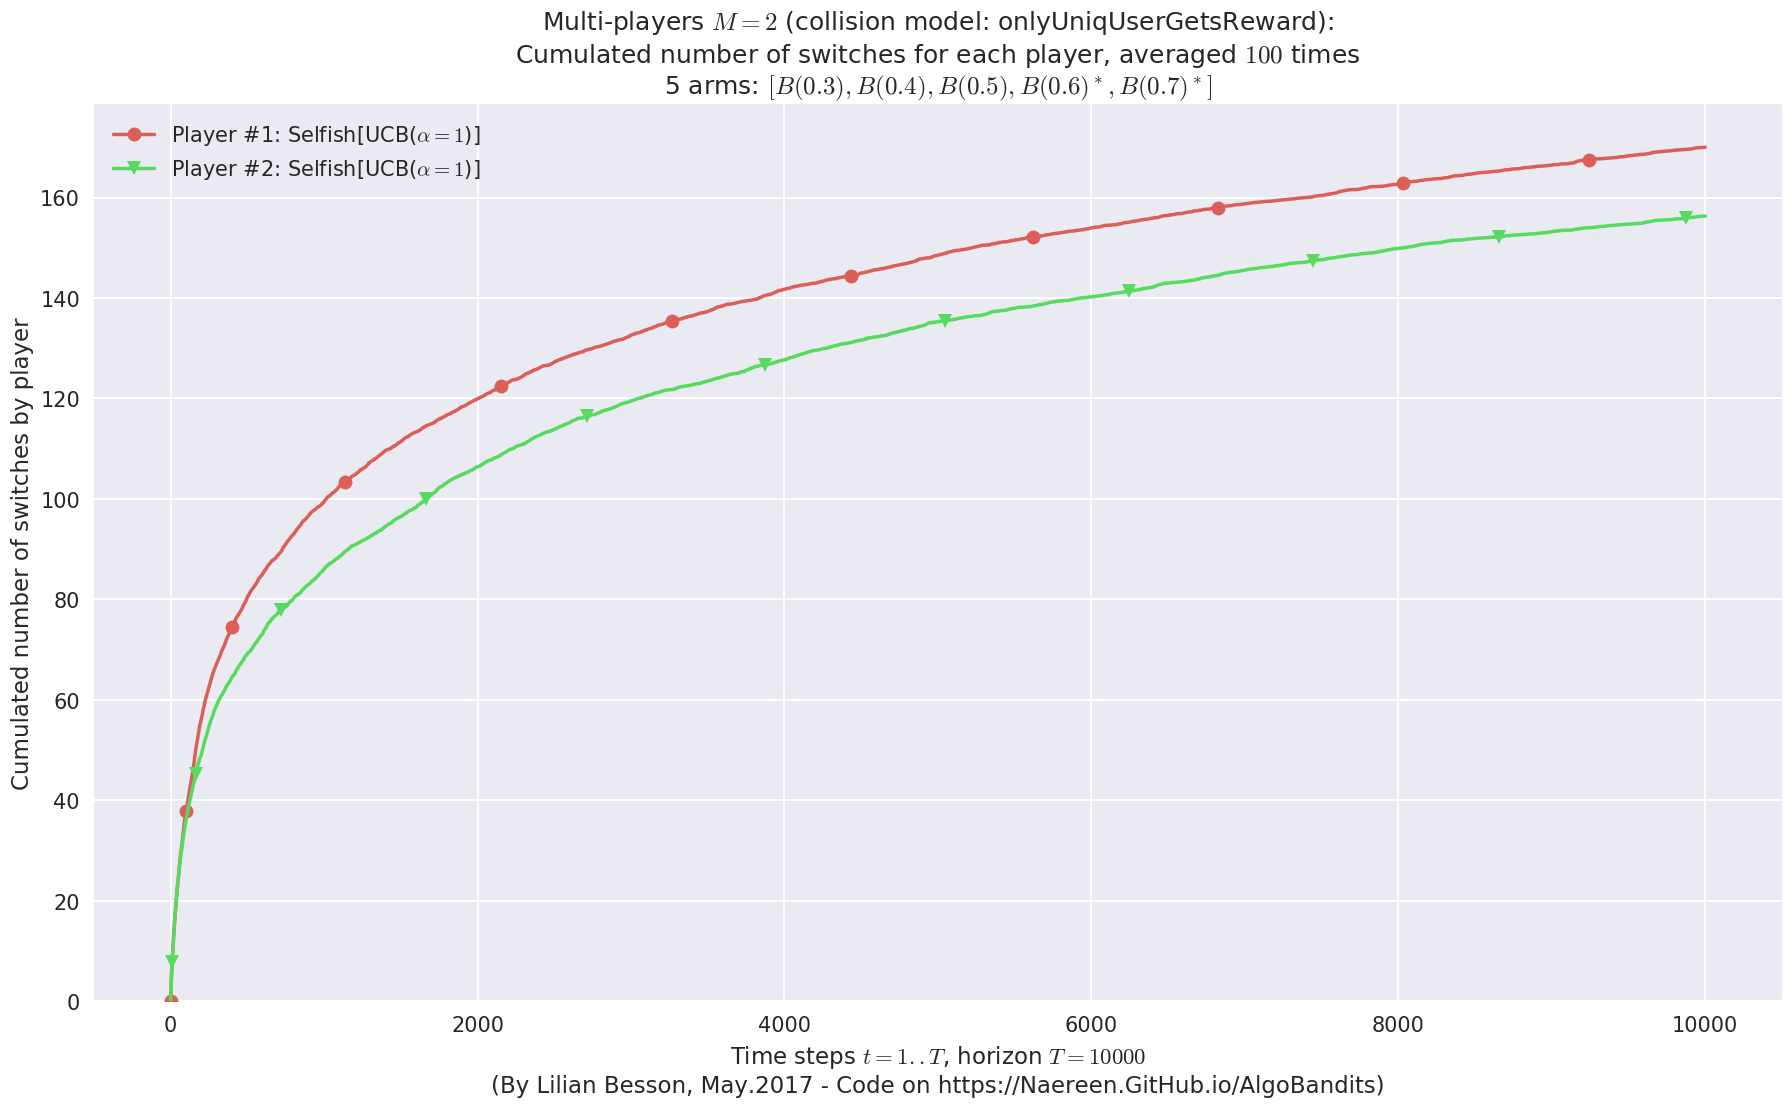 Multi-players M = 2 (collision model: onlyUniqUserGetsReward):
Cumulated number of switches for each player, averaged 100 times
5 arms: [B(0.3), B(0.4), B(0.5), B(0.6)*, B(0.7)*]
Player #1: Selfish[UCB(α = 1)]
Player #2: Selfish[UCB(α = 1)]
Cumulated number of switches by player
160
140
120
100
80
60
40
20
0
0 2000 4000 6000 8000 10000
Time steps t = 1..T, horizon T = 10000
(By Lilian Besson, May.2017 - Code on https://Naereen.GitHub.io/AlgoBandits)